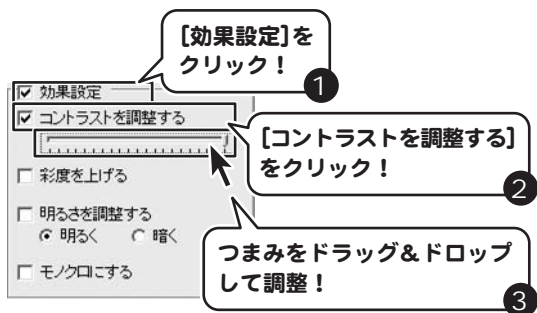 [効果設定]を
クリック！
1
効果設定
コントラストを調整する
[コントラストを調整する]
をクリック！
2
彩度を上げる
明るさを調整する
明るく 暗く
つまみをドラッグ&ドロップ
して調整！
3
モノクロにする